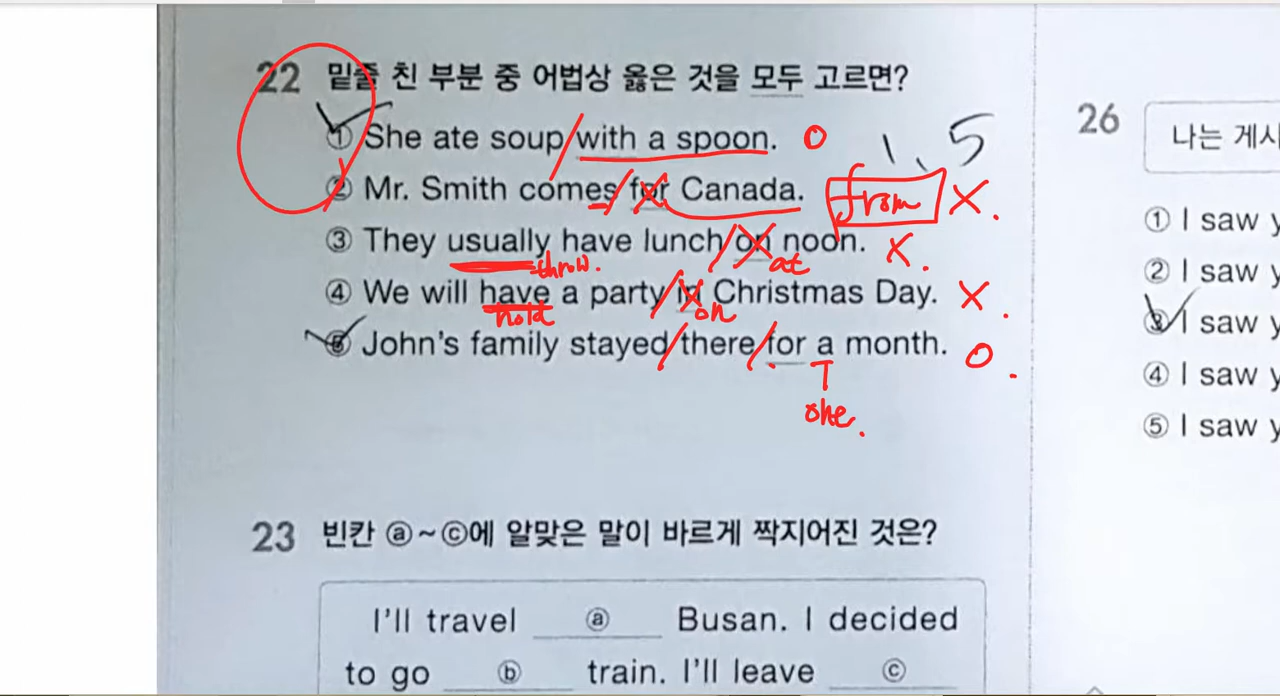 22 밑줄 친 부분 중 어법상 옳은 것을 모두 고르면?
① She ate soup with a spoon. O 1, 5
② Mr. Smith comes for Canada. from X.
③ They usually have lunch on noon. X.
throw. at
④ We will have a party in Christmas Day. X.
hold on
⑤ John's family stayed there for a month. O.
one.
23 빈칸 ⓐ~ⓒ에 알맞은 말이 바르게 짝지어진 것은?
I'll travel ⓐ Busan. I decided
to go ⓑ train. I'll leave ⓒ
26
나는 게시
① I saw y
② I saw y
③ I saw y
④ I saw y
⑤ I saw y